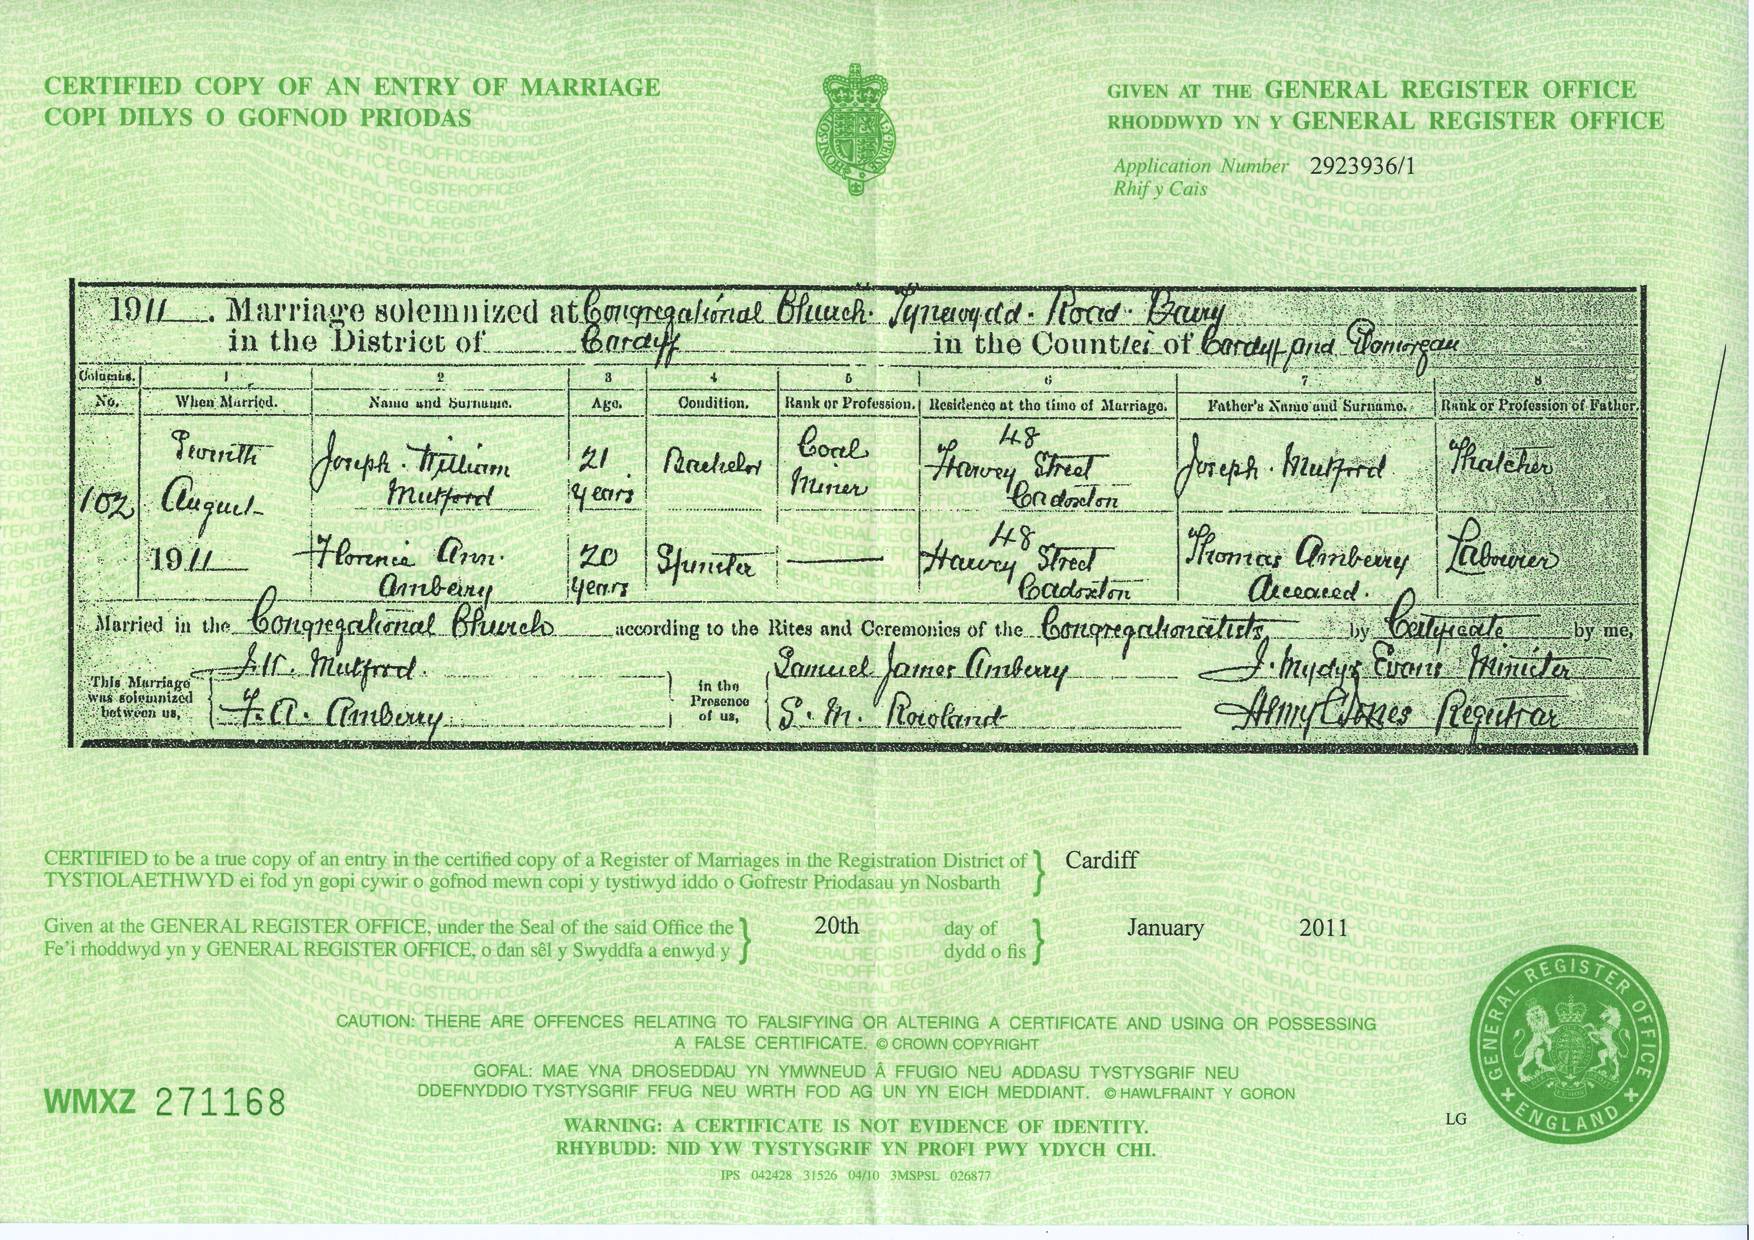 CERTIFIED COPY OF AN ENTRY OF MARRIAGE
COPI DILYS O GOFNOD PRIODAS
GIVEN AT THE GENERAL REGISTER OFFICE
RHODDWYD YN Y GENERAL REGISTER OFFICE
Application Number 2923936/1
Rhif y Cais
1911. Marriage solemnized at Congregational Church Tynewydd Road Barry
in the District of Cardiff in the Counties of Cardiff and Glamorgan
Columns. 1 2 3 4 5 6 7 8
No. When Married. Name and Surname. Age. Condition. Rank or Profession. Residence at the time of Marriage. Father's Name and Surname. Rank or Profession of Father.
102
August
1911
Joseph William Mutford
21 years
Bachelor
Coal Miner
48 Harvey Street Cadoxton
Joseph Mutford
Thatcher
Florence Ann Amberry
20 years
Spinster
48 Harvey Street Cadoxton
Thomas Amberry Deceased.
Labourer
Married in the Congregational Church according to the Rites and Ceremonies of the Congregationalists by Certificate by me,
This Marriage was solemnized between us,
J.W. Mutford.
F. A. Amberry
in the Presence of us,
Samuel James Amberry
S. M. Rowland
J. Evans Minister
Jones Registrar
CERTIFIED to be a true copy of an entry in the certified copy of a Register of Marriages in the Registration District of Cardiff
TYSTIOLAETHWYD ei fod yn gopi cywir o gofnod mewn copi y tystiwyd iddo o Gofrestr Priodasau yn Nosbarth
Given at the GENERAL REGISTER OFFICE, under the Seal of the said Office the 20th day of January 2011
Fe'i rhoddwyd yn y GENERAL REGISTER OFFICE, o dan sêl y Swyddfa a enwyd y dydd o fis
CAUTION: THERE ARE OFFENCES RELATING TO FALSIFYING OR ALTERING A CERTIFICATE AND USING OR POSSESSING
A FALSE CERTIFICATE. © CROWN COPYRIGHT
GOFAL: MAE YNA DROSEDDAU YN YMWNEUD Â FFUGIO NEU ADDASU TYSTYSGRIF NEU
DDEFNYDDIO TYSTYSGRIF FFUG NEU WRTH FOD AG UN YN EICH MEDDIANT. © HAWLFRAINT Y GORON
WARNING: A CERTIFICATE IS NOT EVIDENCE OF IDENTITY.
RHYBUDD: NID YW TYSTYSGRIF YN PROFI PWY YDYCH CHI.
IPS 042428 31526 04/10 3MSPSL 026877
WMXZ 271168
LG
GENERAL REGISTER OFFICE
ENGLAND